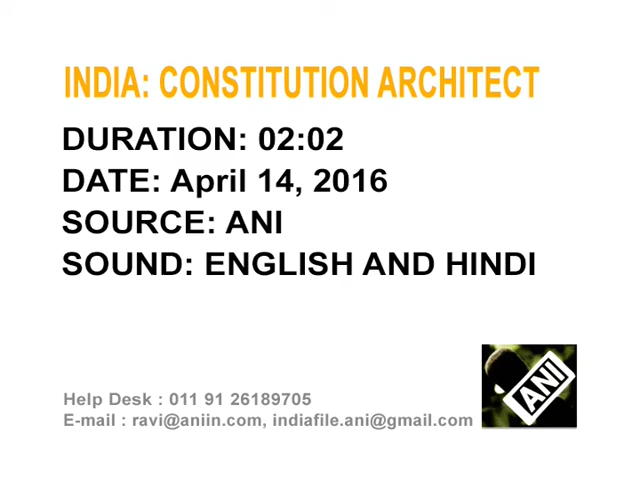 INDIA: CONSTITUTION ARCHITECT
DURATION: 02:02
DATE: April 14, 2016
SOURCE: ANI
SOUND: ENGLISH AND HINDI
ANI
Help Desk : 011 91 26189705
E-mail : ravi@aniin.com, indiafile.ani@gmail.com